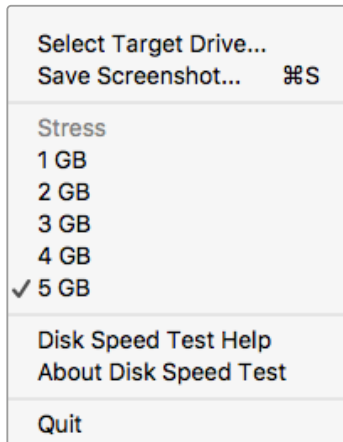 Select Target Drive...
Save Screenshot... ⌘S
Stress
1 GB
2 GB
3 GB
4 GB
✓ 5 GB
Disk Speed Test Help
About Disk Speed Test
Quit